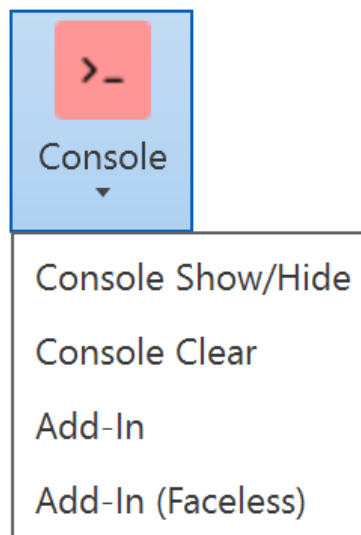 >_
Console
Console Show/Hide
Console Clear
Add-In
Add-In (Faceless)